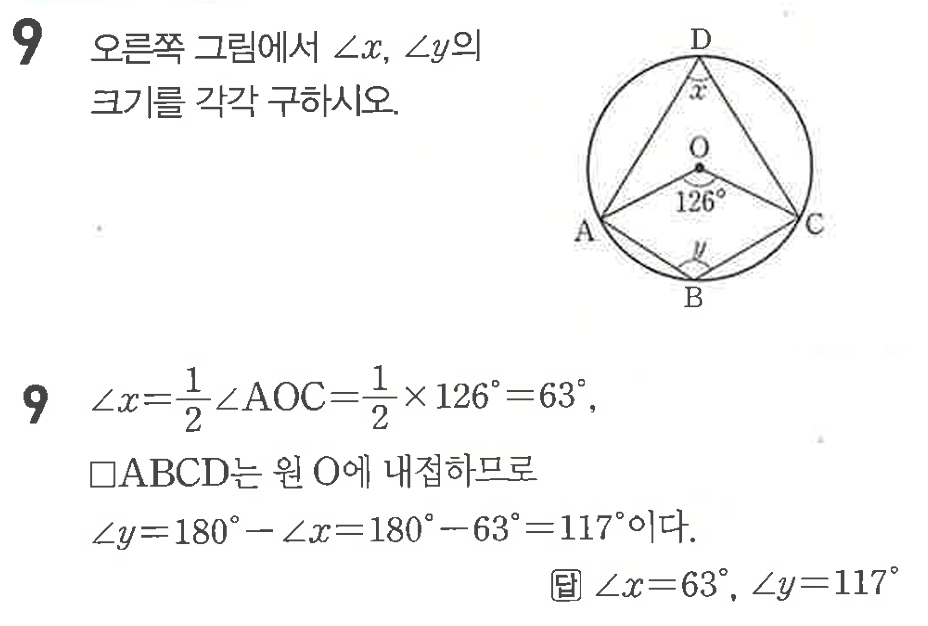 9 오른쪽 그림에서 ∠x, ∠y의
크기를 각각 구하시오.
D
x
O
126°
A
C
y
B
9 ∠x=1/2∠AOC=1/2×126°=63°,
□ABCD는 원 O에 내접하므로
∠y=180°-∠x=180°-63°=117°이다.
답 ∠x=63°, ∠y=117°